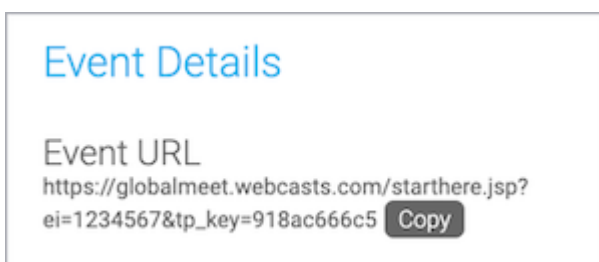 Event Details
Event URL
https://globalmeet.webcasts.com/starthere.jsp?
ei=1234567&tp_key=918ac666c5 Copy